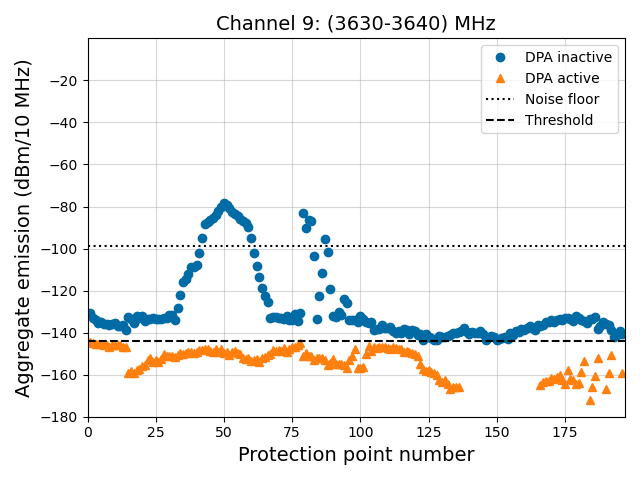 Channel 9: (3630-3640) MHz
Aggregate emission (dBm/10 MHz)
−20
−40
−60
−80
−100
−120
−140
−160
−180
DPA inactive
DPA active
Noise floor
Threshold
0 25 50 75 100 125 150 175
Protection point number